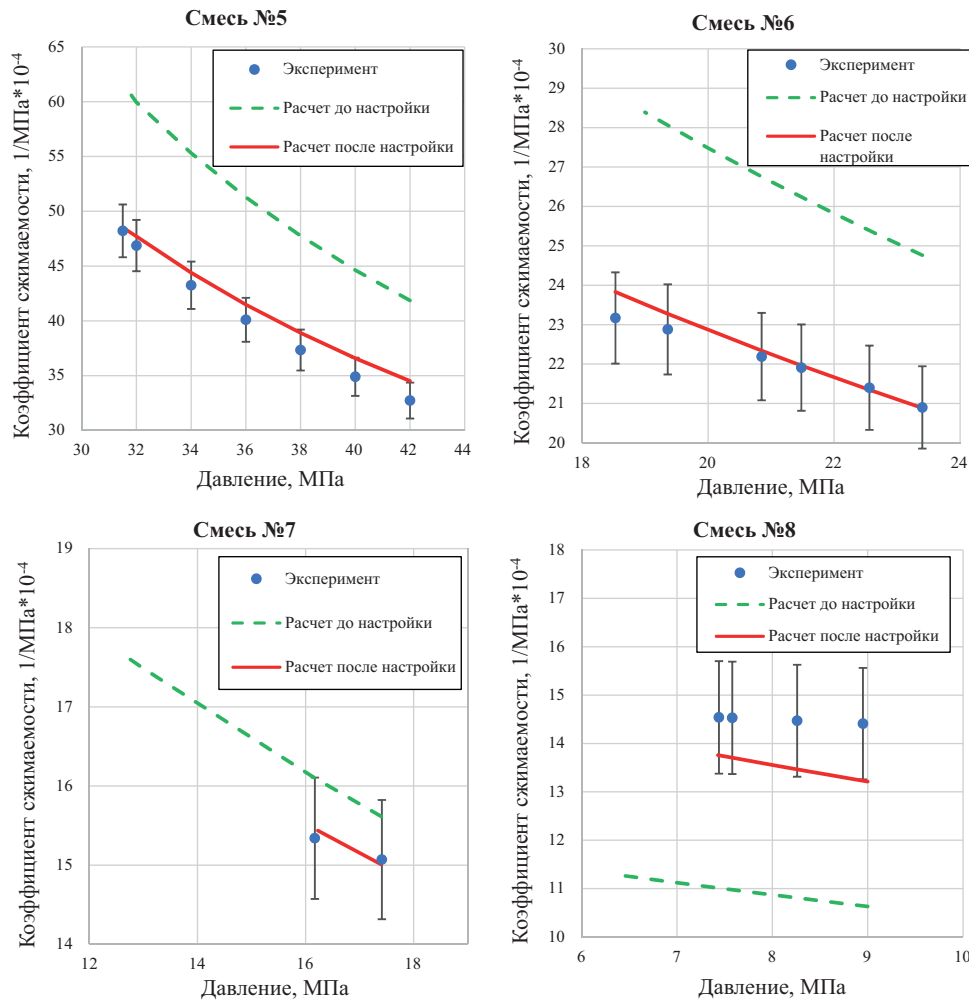 Смесь №5
Коэффициент сжимаемости, 1/МПа*10-4
65
60
55
50
45
40
35
30
Эксперимент
Расчет до настройки
Расчет после настройки
30 32 34 36 38 40 42 44
Давление, МПа
Смесь №6
Коэффициент сжимаемости, 1/МПа*10-4
30
29
28
27
26
25
24
23
22
21
20
Эксперимент
Расчет до настройки
Расчет после
настройки
18 20 22 24
Давление, МПа
Смесь №7
Коэффициент сжимаемости, 1/МПа*10-4
19
18
17
16
15
14
Эксперимент
Расчет до настройки
Расчет после настройки
12 14 16 18
Давление, МПа
Смесь №8
Коэффициент сжимаемости, 1/МПа*10-4
18
17
16
15
14
13
12
11
10
Эксперимент
Расчет до настройки
Расчет после настройки
6 7 8 9 10
Давление, МПа